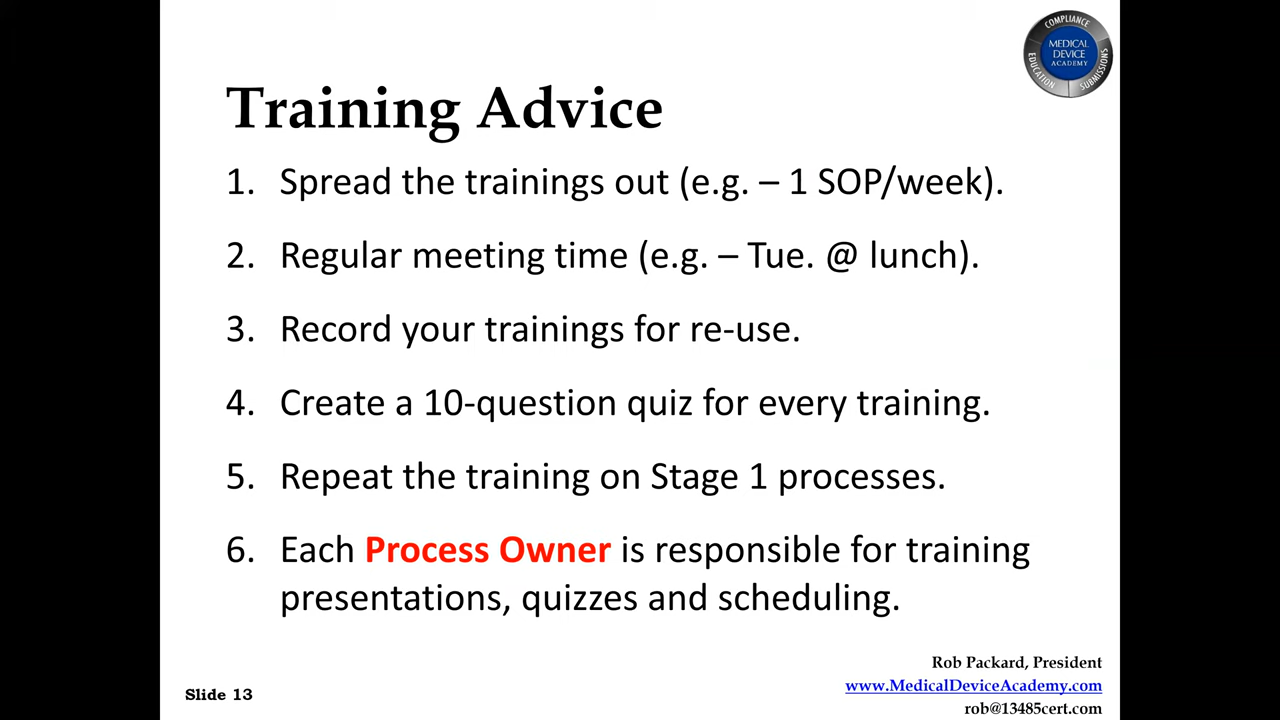 COMPLIANCE
MEDICAL
DEVICE
ACADEMY
EDUCATION
SUBMISSIONS
Training Advice
1. Spread the trainings out (e.g. – 1 SOP/week).
2. Regular meeting time (e.g. – Tue. @ lunch).
3. Record your trainings for re-use.
4. Create a 10-question quiz for every training.
5. Repeat the training on Stage 1 processes.
6. Each Process Owner is responsible for training
presentations, quizzes and scheduling.
Rob Packard, President
www.MedicalDeviceAcademy.com
rob@13485cert.com
Slide 13